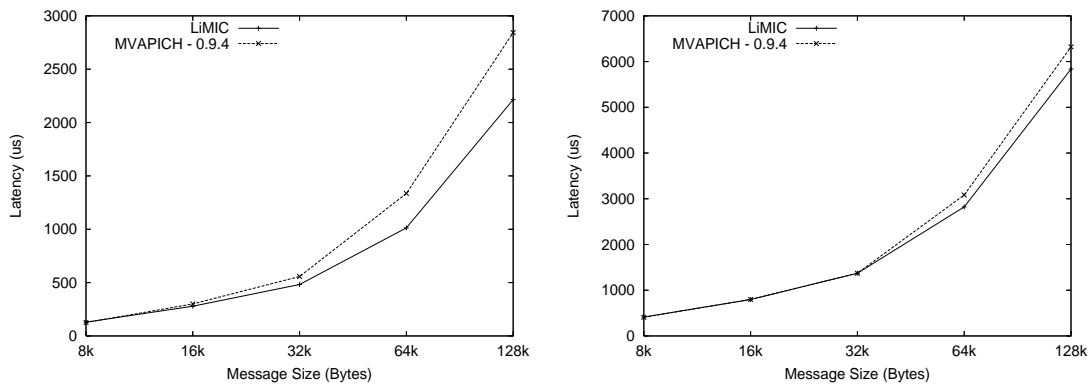 LiMIC
MVAPICH - 0.9.4
Latency (us)
3000
2500
2000
1500
1000
500
0
8k 16k 32k 64k 128k
Message Size (Bytes)
LiMIC
MVAPICH - 0.9.4
Latency (us)
7000
6000
5000
4000
3000
2000
1000
0
8k 16k 32k 64k 128k
Message Size (Bytes)